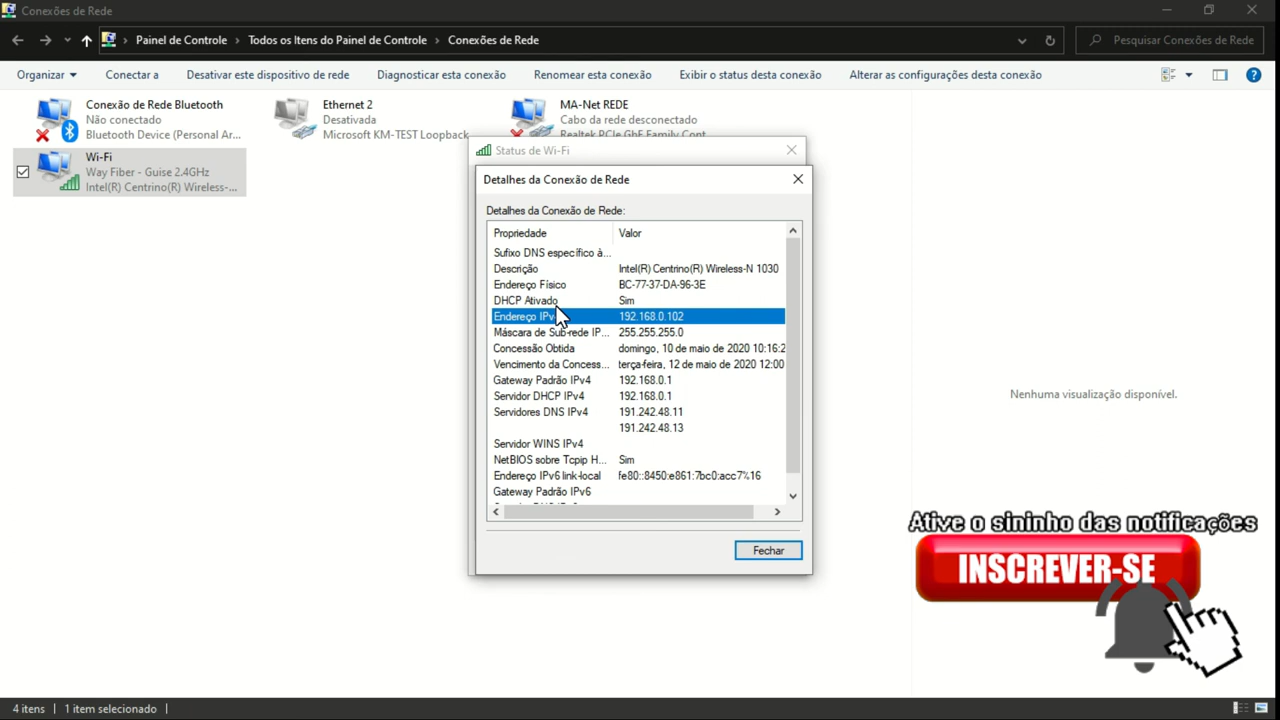 Conexões de Rede
Painel de Controle > Todos os Itens do Painel de Controle > Conexões de Rede
Pesquisar Conexões de Rede
Organizar
Conectar a
Desativar este dispositivo de rede
Diagnosticar esta conexão
Renomear esta conexão
Exibir o status desta conexão
Alterar as configurações desta conexão
Conexão de Rede Bluetooth
Não conectado
Bluetooth Device (Personal Ar...
Ethernet 2
Desativada
Microsoft KM-TEST Loopback
MA-Net REDE
Cabo da rede desconectado
Realtek PCIe GbE Family Cont
Wi-Fi
Way Fiber - Guise 2.4GHz
Intel(R) Centrino(R) Wireless-...
Status de Wi-Fi
Detalhes da Conexão de Rede
Detalhes da Conexão de Rede:
Propriedade Valor
Sufixo DNS específico à...
Descrição Intel(R) Centrino(R) Wireless-N 1030
Endereço Físico BC-77-37-DA-96-3E
DHCP Ativado Sim
Endereço IPv 192.168.0.102
Máscara de Sub-rede IP... 255.255.255.0
Concessão Obtida domingo, 10 de maio de 2020 10:16:2
Vencimento da Concess... terça-feira, 12 de maio de 2020 12:00
Gateway Padrão IPv4 192.168.0.1
Servidor DHCP IPv4 192.168.0.1
Servidores DNS IPv4 191.242.48.11
191.242.48.13
Servidor WINS IPv4
NetBIOS sobre Tcpip H... Sim
Endereço IPv6 link-local fe80::8450:e861:7bc0:acc7%16
Gateway Padrão IPv6
Fechar
Nenhuma visualização disponível.
Ative o sininho das notificações
INSCREVER-SE
4 itens
1 item selecionado